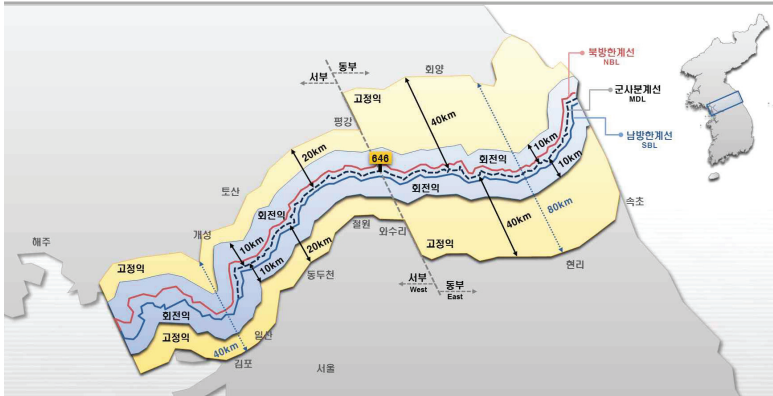 동부
서부
회양
고정익
평강
40km
20km
646
회전익
10km
10km
토산
회전익
회전익
80km
40km
속초
개성
10km
20km
철원
와수리
해주
10km
고정익
고정익
동두천
현리
서부
West
동부
East
회전익
고정익
40km
일산
김포
서울
북방한계선
NBL
군사분계선
MDL
남방한계선
SBL